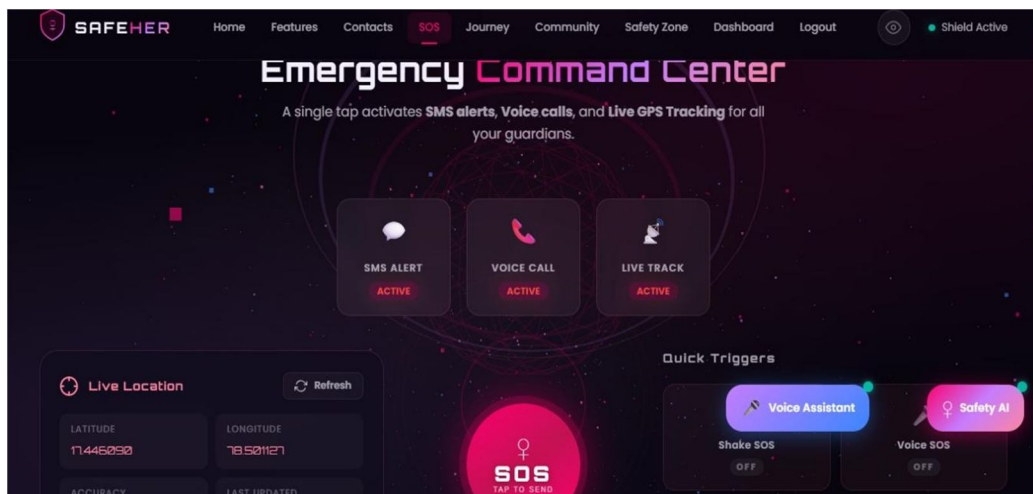 SAFEHER
Home Features Contacts SOS Journey Community Safety Zone Dashboard Logout Shield Active
Emergency Command Center
A single tap activates SMS alerts, Voice calls, and Live GPS Tracking for all
your guardians.
SMS ALERT
ACTIVE
VOICE CALL
ACTIVE
LIVE TRACK
ACTIVE
Live Location
Refresh
LATITUDE
17.446090
LONGITUDE
78.501127
ACCURACY
LAST UPDATED
SOS
TAP TO SEND
Quick Triggers
Voice Assistant
Safety AI
Shake SOS
OFF
Voice SOS
OFF